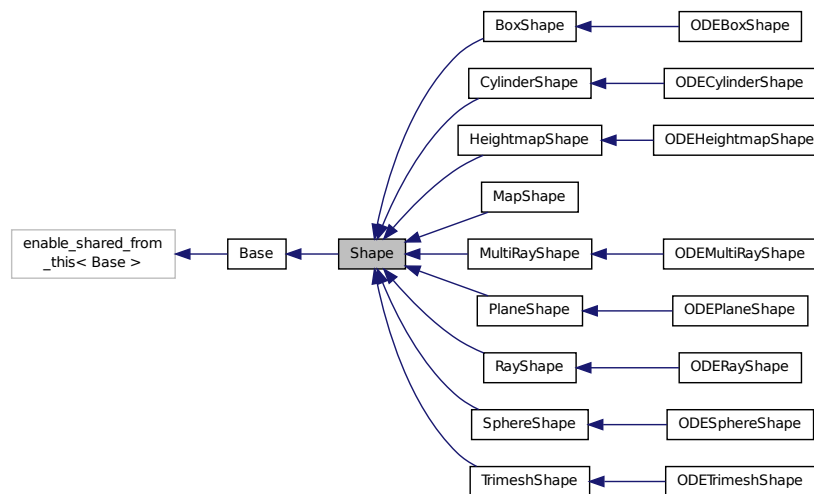 BoxShape
ODEBoxShape
CylinderShape
ODECylinderShape
HeightmapShape
ODEHeightmapShape
MapShape
enable_shared_from
_this< Base >
Base
Shape
MultiRayShape
ODEMultiRayShape
PlaneShape
ODEPlaneShape
RayShape
ODERayShape
SphereShape
ODESphereShape
TrimeshShape
ODETrimeshShape